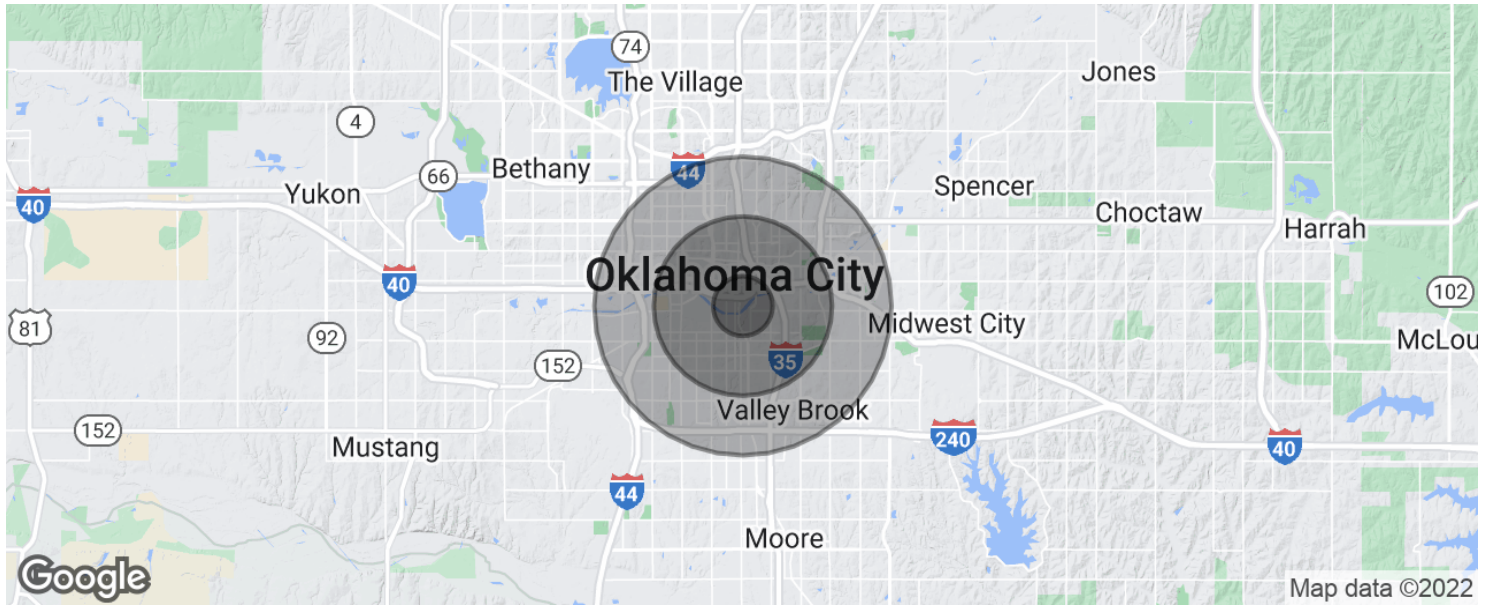 74
The Village
Jones
4
44
Bethany
66
Yukon
Spencer
40
Choctaw
Harrah
Oklahoma City
40
102
81
Midwest City
92
McLou
152
35
Valley Brook
152
240
Mustang
40
44
Moore
Google
Map data ©2022